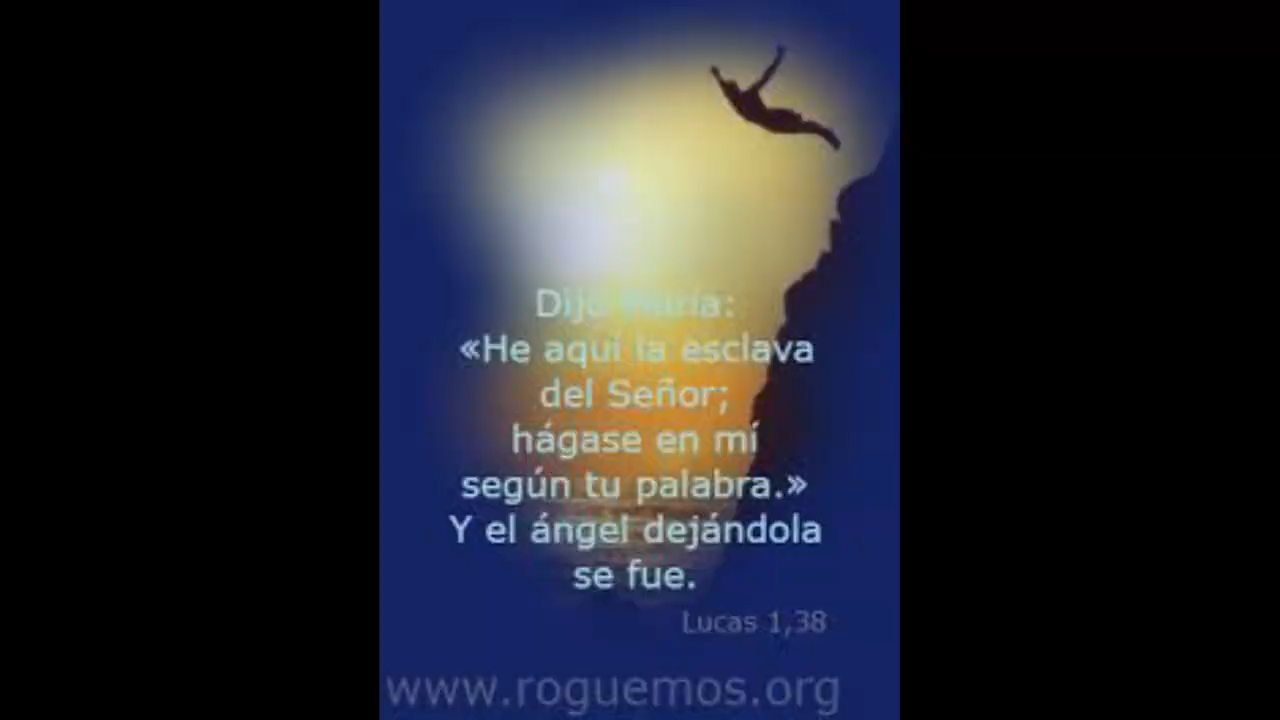 Dijo María:
«He aquí la esclava
del Señor;
hágase en mí
según tu palabra.»
Y el ángel dejándola
se fue.
Lucas 1,38
www.roguemos.org